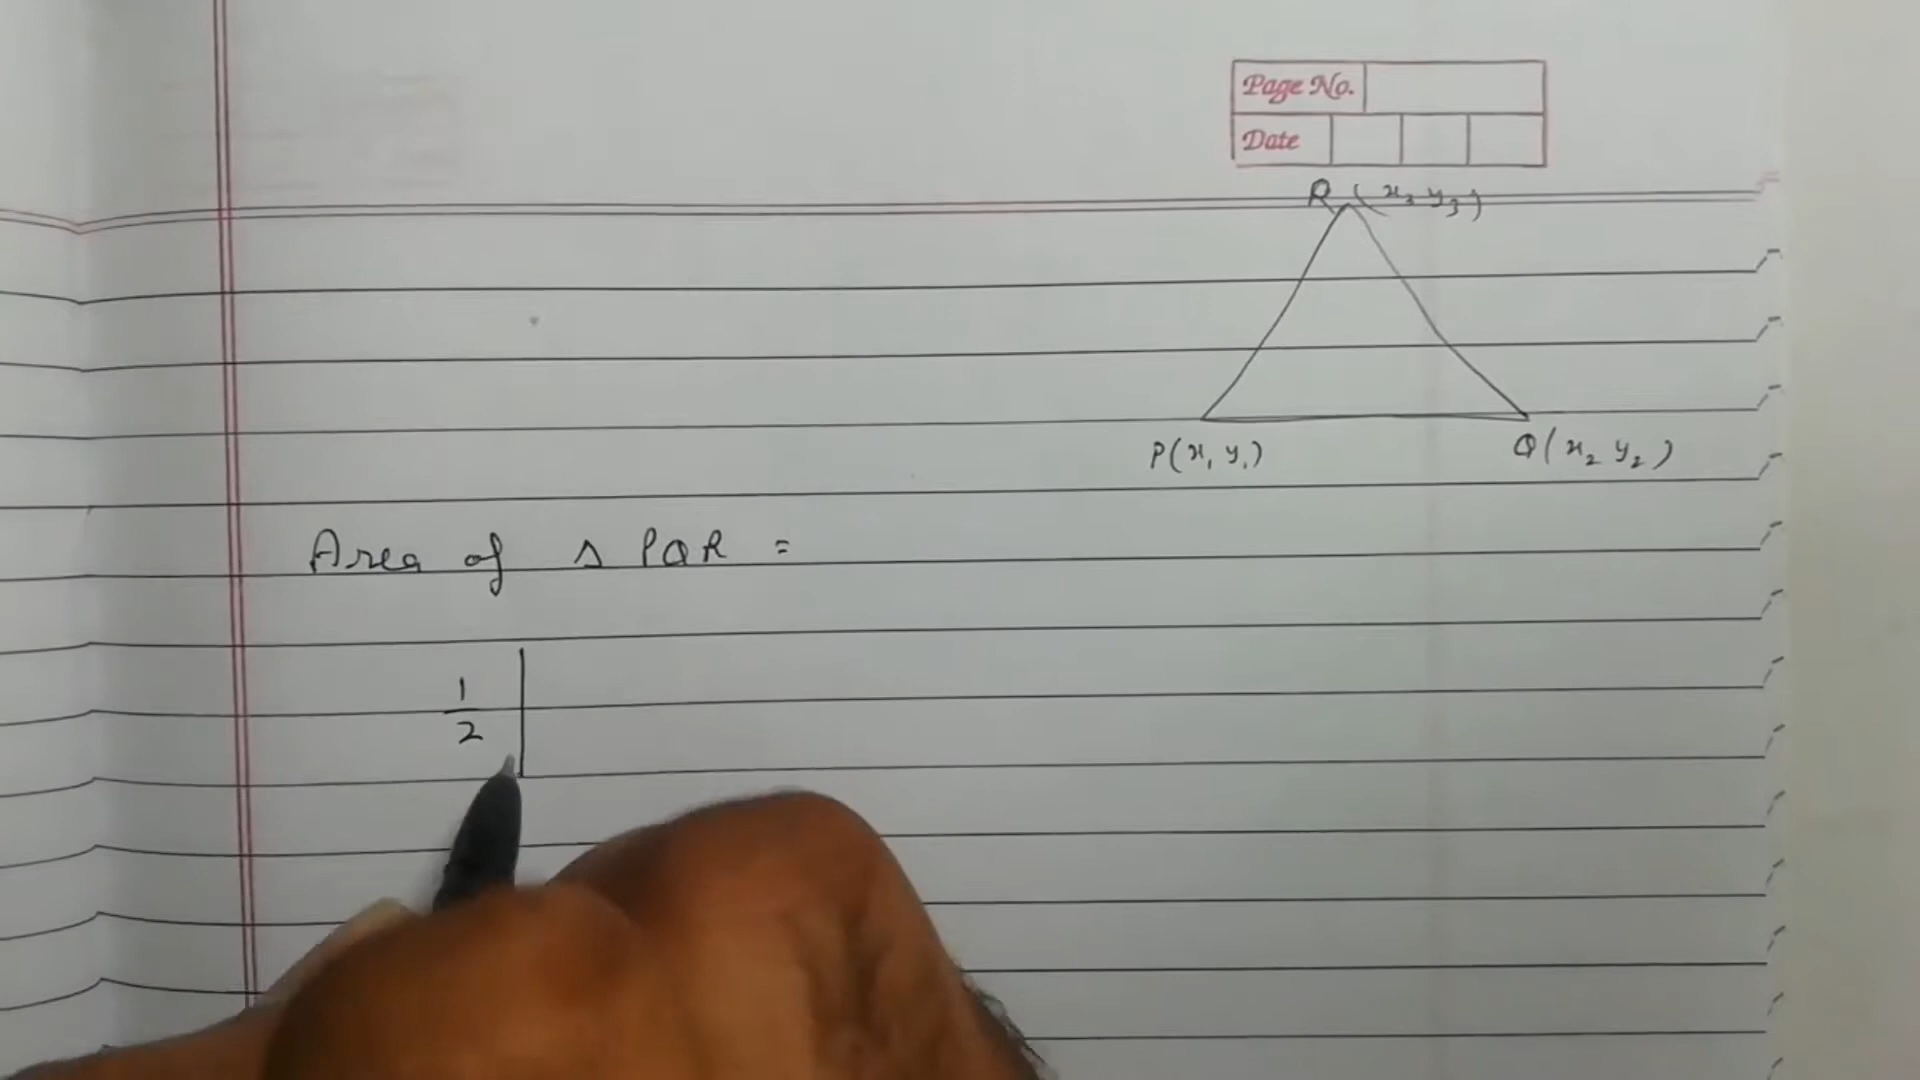 Page No.
Date
R (x₃ y₃)
P(x₁ y₁)
Q(x₂ y₂)
Area of Δ PQR =
1
2